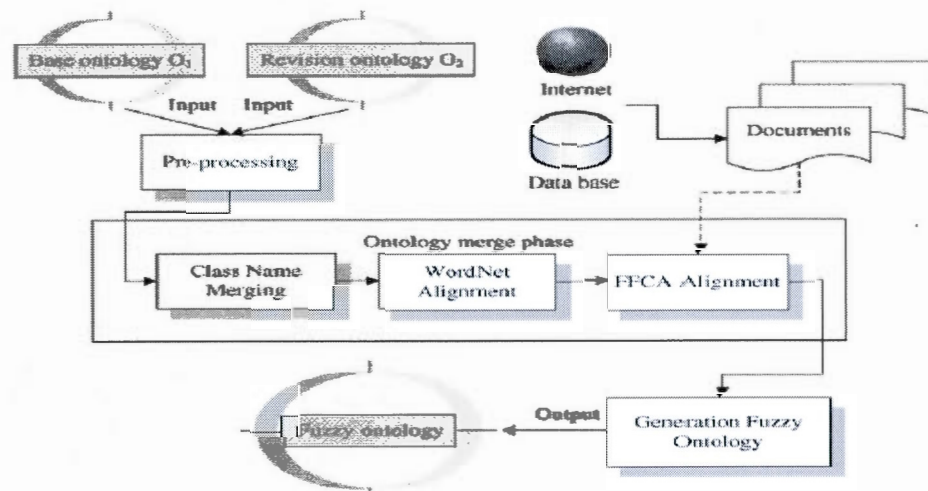 Base ontology O₁
Revision ontology O₂
Input
Input
Pre-processing
Internet
Data base
Documents
Ontology merge phase
Class Name
Merging
WordNet
Alignment
FFCA Alignment
Generation Fuzzy
Ontology
Output
Fuzzy ontology